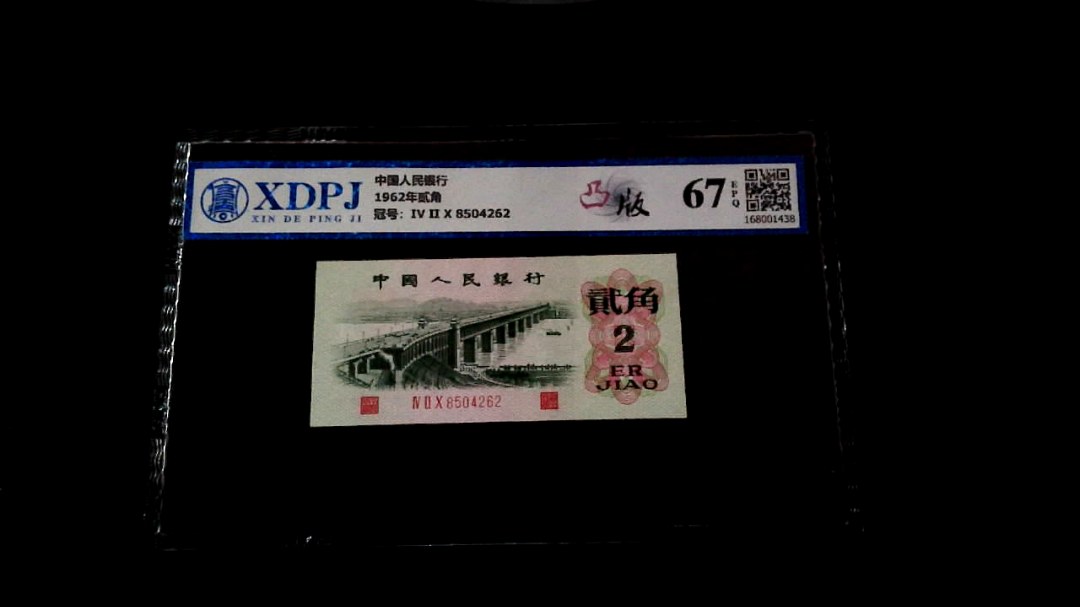 XDPJ
XIN DE PING JI
中国人民银行
1962年贰角
冠号：IV II X 8504262
凸版
67
EPQ
168001438
中國人民銀行
貳角
2
ER
JIAO
IV II X 8504262